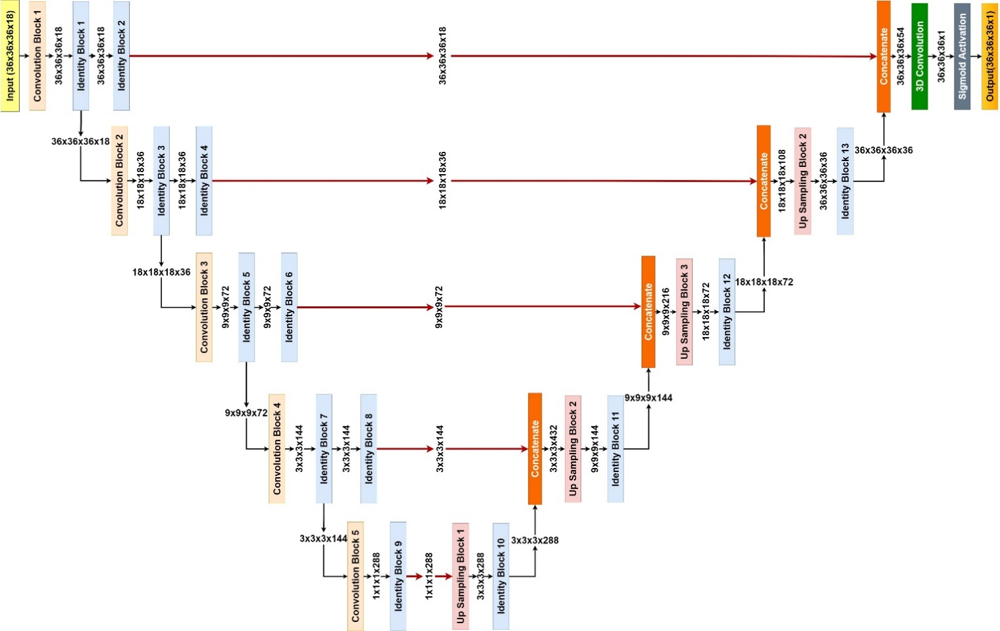 Input (36x36x36x18)
Convolution Block 1
36x36x36x18
Identity Block 1
36x36x36x18
Identity Block 2
36x36x36x18
Concatenate
36x36x36x54
3D Convolution
36x36x36x1
Sigmoid Activation
Output(36x36x36x1)
36x36x36x18
Convolution Block 2
18x18x18x36
Identity Block 3
18x18x18x36
Identity Block 4
18x18x18x36
Concatenate
18x18x18x108
Up Sampling Block 2
36x36x36x36
Identity Block 13
36x36x36x36
18x18x18x36
Convolution Block 3
9x9x9x72
Identity Block 5
9x9x9x72
Identity Block 6
9x9x9x72
Concatenate
9x9x9x216
Up Sampling Block 3
18x18x18x72
Identity Block 12
18x18x18x72
9x9x9x72
Convolution Block 4
3x3x3x144
Identity Block 7
3x3x3x144
Identity Block 8
3x3x3x144
Concatenate
3x3x3x432
Up Sampling Block 2
9x9x9x144
Identity Block 11
9x9x9x144
3x3x3x144
Convolution Block 5
1x1x1x288
Identity Block 9
1x1x1x288
Up Sampling Block 1
3x3x3x288
Identity Block 10
3x3x3x288